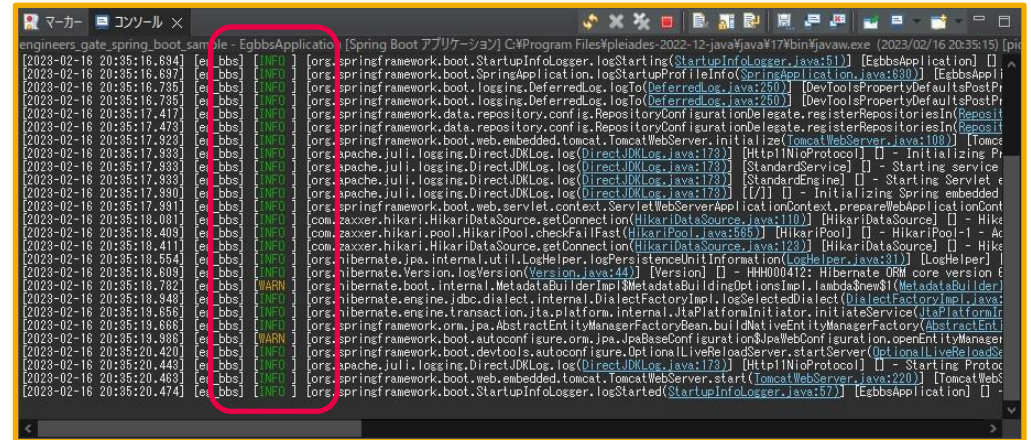 マーカー コンソール ×
engineers_gate_spring_boot_sample - EgbbsApplication [Spring Boot アプリケーション] C:¥Program Files¥pleiades-2022-12-java¥java¥17¥bin¥javaw.exe (2023/02/16 20:35:15) [pid
[2023-02-16 20:35:16.694] [eg_bbs] [INFO ] [org.springframework.boot.StartupInfoLogger.logStarting(StartupInfoLogger.java:51)] [EgbbsApplication] []
[2023-02-16 20:35:16.697] [eg_bbs] [INFO ] [org.springframework.boot.SpringApplication.logStartupProfileInfo(SpringApplication.java:630)] [EgbbsAppli
[2023-02-16 20:35:16.735] [eg_bbs] [INFO ] [org.springframework.boot.logging.DeferredLog.logTo(DeferredLog.java:250)] [DevToolsPropertyDefaultsPostPr
[2023-02-16 20:35:16.735] [eg_bbs] [INFO ] [org.springframework.boot.logging.DeferredLog.logTo(DeferredLog.java:250)] [DevToolsPropertyDefaultsPostPr
[2023-02-16 20:35:17.417] [eg_bbs] [INFO ] [org.springframework.data.repository.config.RepositoryConfigurationDelegate.registerRepositoriesIn(Reposit
[2023-02-16 20:35:17.473] [eg_bbs] [INFO ] [org.springframework.data.repository.config.RepositoryConfigurationDelegate.registerRepositoriesIn(Reposit
[2023-02-16 20:35:17.923] [eg_bbs] [INFO ] [org.springframework.boot.web.embedded.tomcat.TomcatWebServer.initialize(TomcatWebServer.java:108)] [Tomca
[2023-02-16 20:35:17.933] [eg_bbs] [INFO ] [org.apache.juli.logging.DirectJDKLog.log(DirectJDKLog.java:173)] [Http11NioProtocol] [] - Initializing Pr
[2023-02-16 20:35:17.933] [eg_bbs] [INFO ] [org.apache.juli.logging.DirectJDKLog.log(DirectJDKLog.java:173)] [StandardService] [] - Starting service
[2023-02-16 20:35:17.933] [eg_bbs] [INFO ] [org.apache.juli.logging.DirectJDKLog.log(DirectJDKLog.java:173)] [StandardEngine] [] - Starting Servlet e
[2023-02-16 20:35:17.990] [eg_bbs] [INFO ] [org.apache.juli.logging.DirectJDKLog.log(DirectJDKLog.java:173)] [[/]] [] - Initializing Spring embedded
[2023-02-16 20:35:17.991] [eg_bbs] [INFO ] [org.springframework.boot.web.servlet.context.ServletWebServerApplicationContext.prepareWebApplicationCont
[2023-02-16 20:35:18.081] [eg_bbs] [INFO ] [com.zaxxer.hikari.HikariDataSource.getConnection(HikariDataSource.java:110)] [HikariDataSource] [] - Hika
[2023-02-16 20:35:18.409] [eg_bbs] [INFO ] [com.zaxxer.hikari.pool.HikariPool.checkFailFast(HikariPool.java:565)] [HikariPool] [] - HikariPool-1 - Ad
[2023-02-16 20:35:18.411] [eg_bbs] [INFO ] [com.zaxxer.hikari.HikariDataSource.getConnection(HikariDataSource.java:123)] [HikariDataSource] [] - Hika
[2023-02-16 20:35:18.554] [eg_bbs] [INFO ] [org.hibernate.jpa.internal.util.LogHelper.logPersistenceUnitInformation(LogHelper.java:31)] [LogHelper] [
[2023-02-16 20:35:18.609] [eg_bbs] [INFO ] [org.hibernate.Version.logVersion(Version.java:44)] [Version] [] - HHH000412: Hibernate ORM core version 6
[2023-02-16 20:35:18.782] [eg_bbs] [WARN ] [org.hibernate.boot.internal.MetadataBuilderImpl$MetadataBuildingOptionsImpl.lambda$new$1(MetadataBuilderI
[2023-02-16 20:35:18.948] [eg_bbs] [INFO ] [org.hibernate.engine.jdbc.dialect.internal.DialectFactoryImpl.logSelectedDialect(DialectFactoryImpl.java:
[2023-02-16 20:35:19.656] [eg_bbs] [INFO ] [org.hibernate.engine.transaction.jta.platform.internal.JtaPlatformInitiator.initiateService(JtaPlatformIn
[2023-02-16 20:35:19.666] [eg_bbs] [INFO ] [org.springframework.orm.jpa.AbstractEntityManagerFactoryBean.buildNativeEntityManagerFactory(AbstractEnti
[2023-02-16 20:35:19.986] [eg_bbs] [WARN ] [org.springframework.boot.autoconfigure.orm.jpa.JpaBaseConfiguration$JpaWebConfiguration.openEntityManager
[2023-02-16 20:35:20.420] [eg_bbs] [INFO ] [org.springframework.boot.devtools.autoconfigure.OptionalLiveReloadServer.startServer(OptionalLiveReloadSe
[2023-02-16 20:35:20.443] [eg_bbs] [INFO ] [org.apache.juli.logging.DirectJDKLog.log(DirectJDKLog.java:173)] [Http11NioProtocol] [] - Starting Protoc
[2023-02-16 20:35:20.463] [eg_bbs] [INFO ] [org.springframework.boot.web.embedded.tomcat.TomcatWebServer.start(TomcatWebServer.java:220)] [TomcatWebS
[2023-02-16 20:35:20.474] [eg_bbs] [INFO ] [org.springframework.boot.StartupInfoLogger.logStarted(StartupInfoLogger.java:57)] [EgbbsApplication] [] -